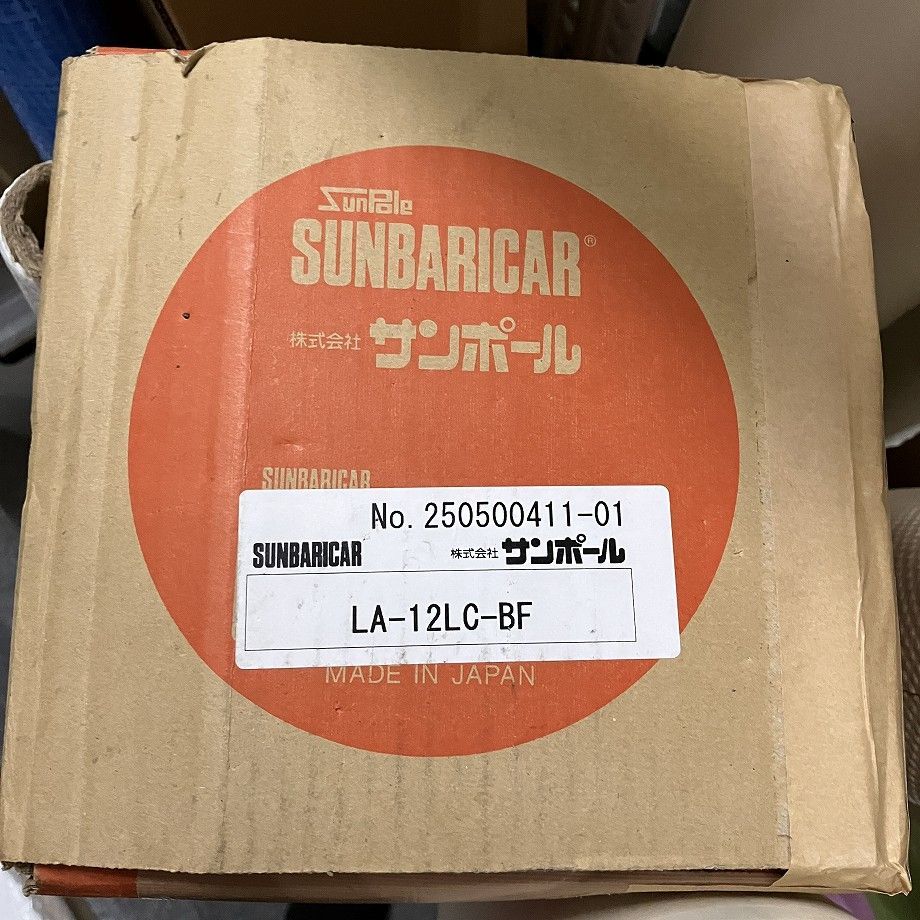 SunPole
SUNBARICAR®
株式会社 サンポール
SUNBARICAR
No. 250500411-01
SUNBARICAR 株式会社 サンポール
LA-12LC-BF
MADE IN JAPAN